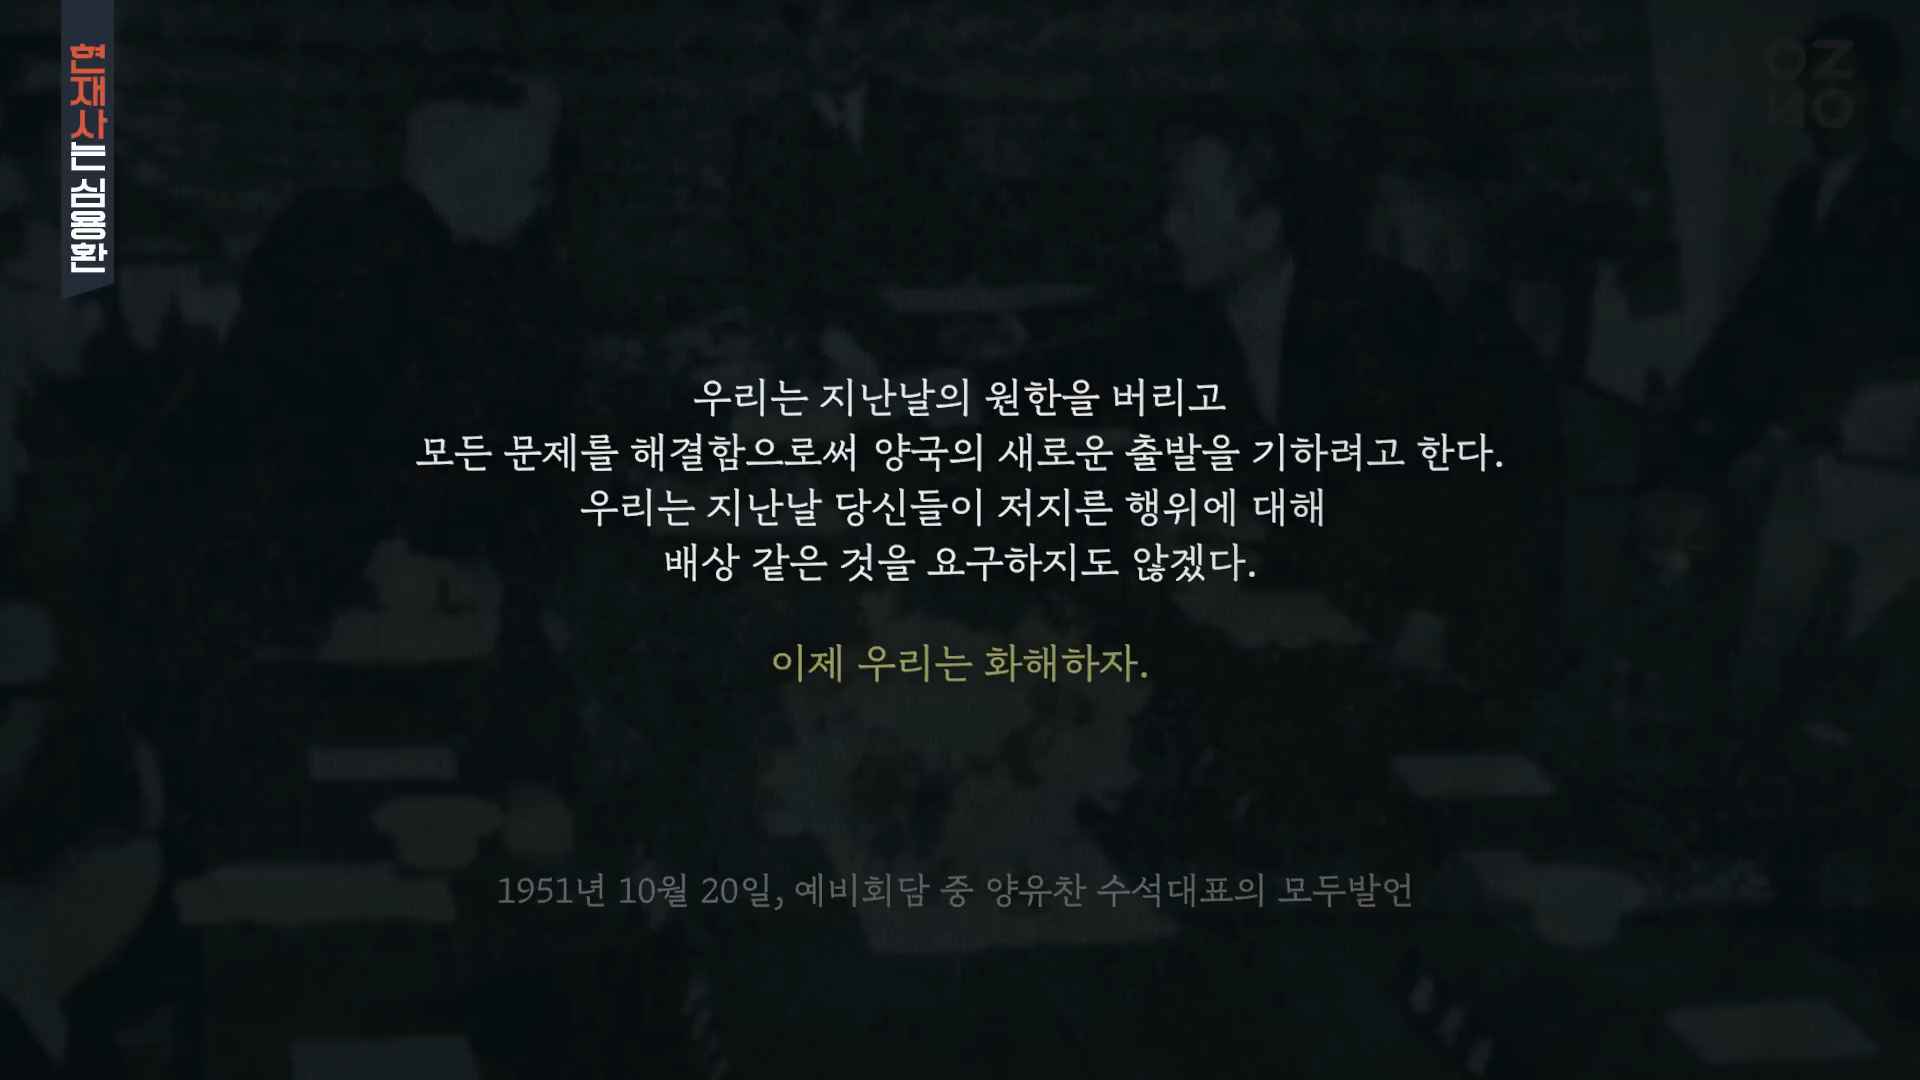 현재사는 심용환
OZ
NO
우리는 지난날의 원한을 버리고
모든 문제를 해결함으로써 양국의 새로운 출발을 기하려고 한다.
우리는 지난날 당신들이 저지른 행위에 대해
배상 같은 것을 요구하지도 않겠다.
이제 우리는 화해하자.
1951년 10월 20일, 예비회담 중 양유찬 수석대표의 모두발언